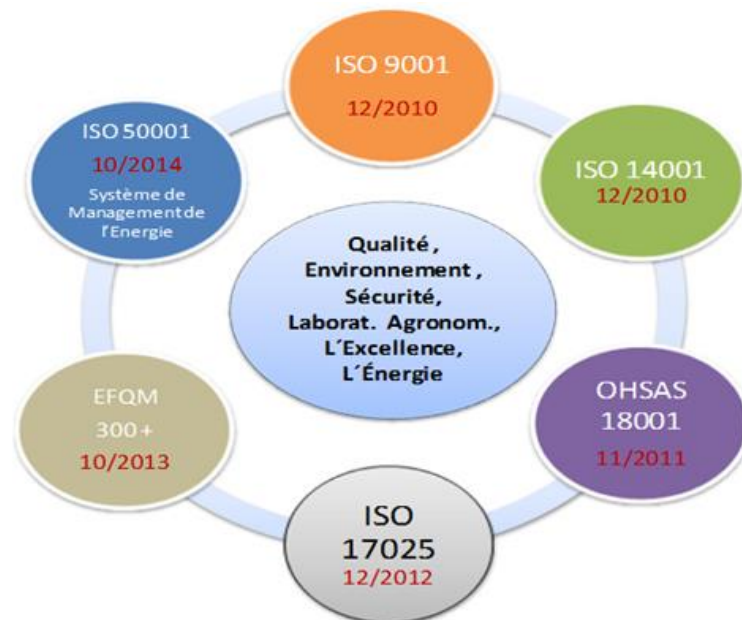 ISO 9001
12/2010
ISO 14001
12/2010
OHSAS
18001
11/2011
ISO
17025
12/2012
EFQM
300 +
10/2013
ISO 50001
10/2014
Système de
Management de
l'Energie
Qualité ,
Environnement ,
Sécurité,
Laborat. Agronom.,
L´Excellence,
L´Énergie